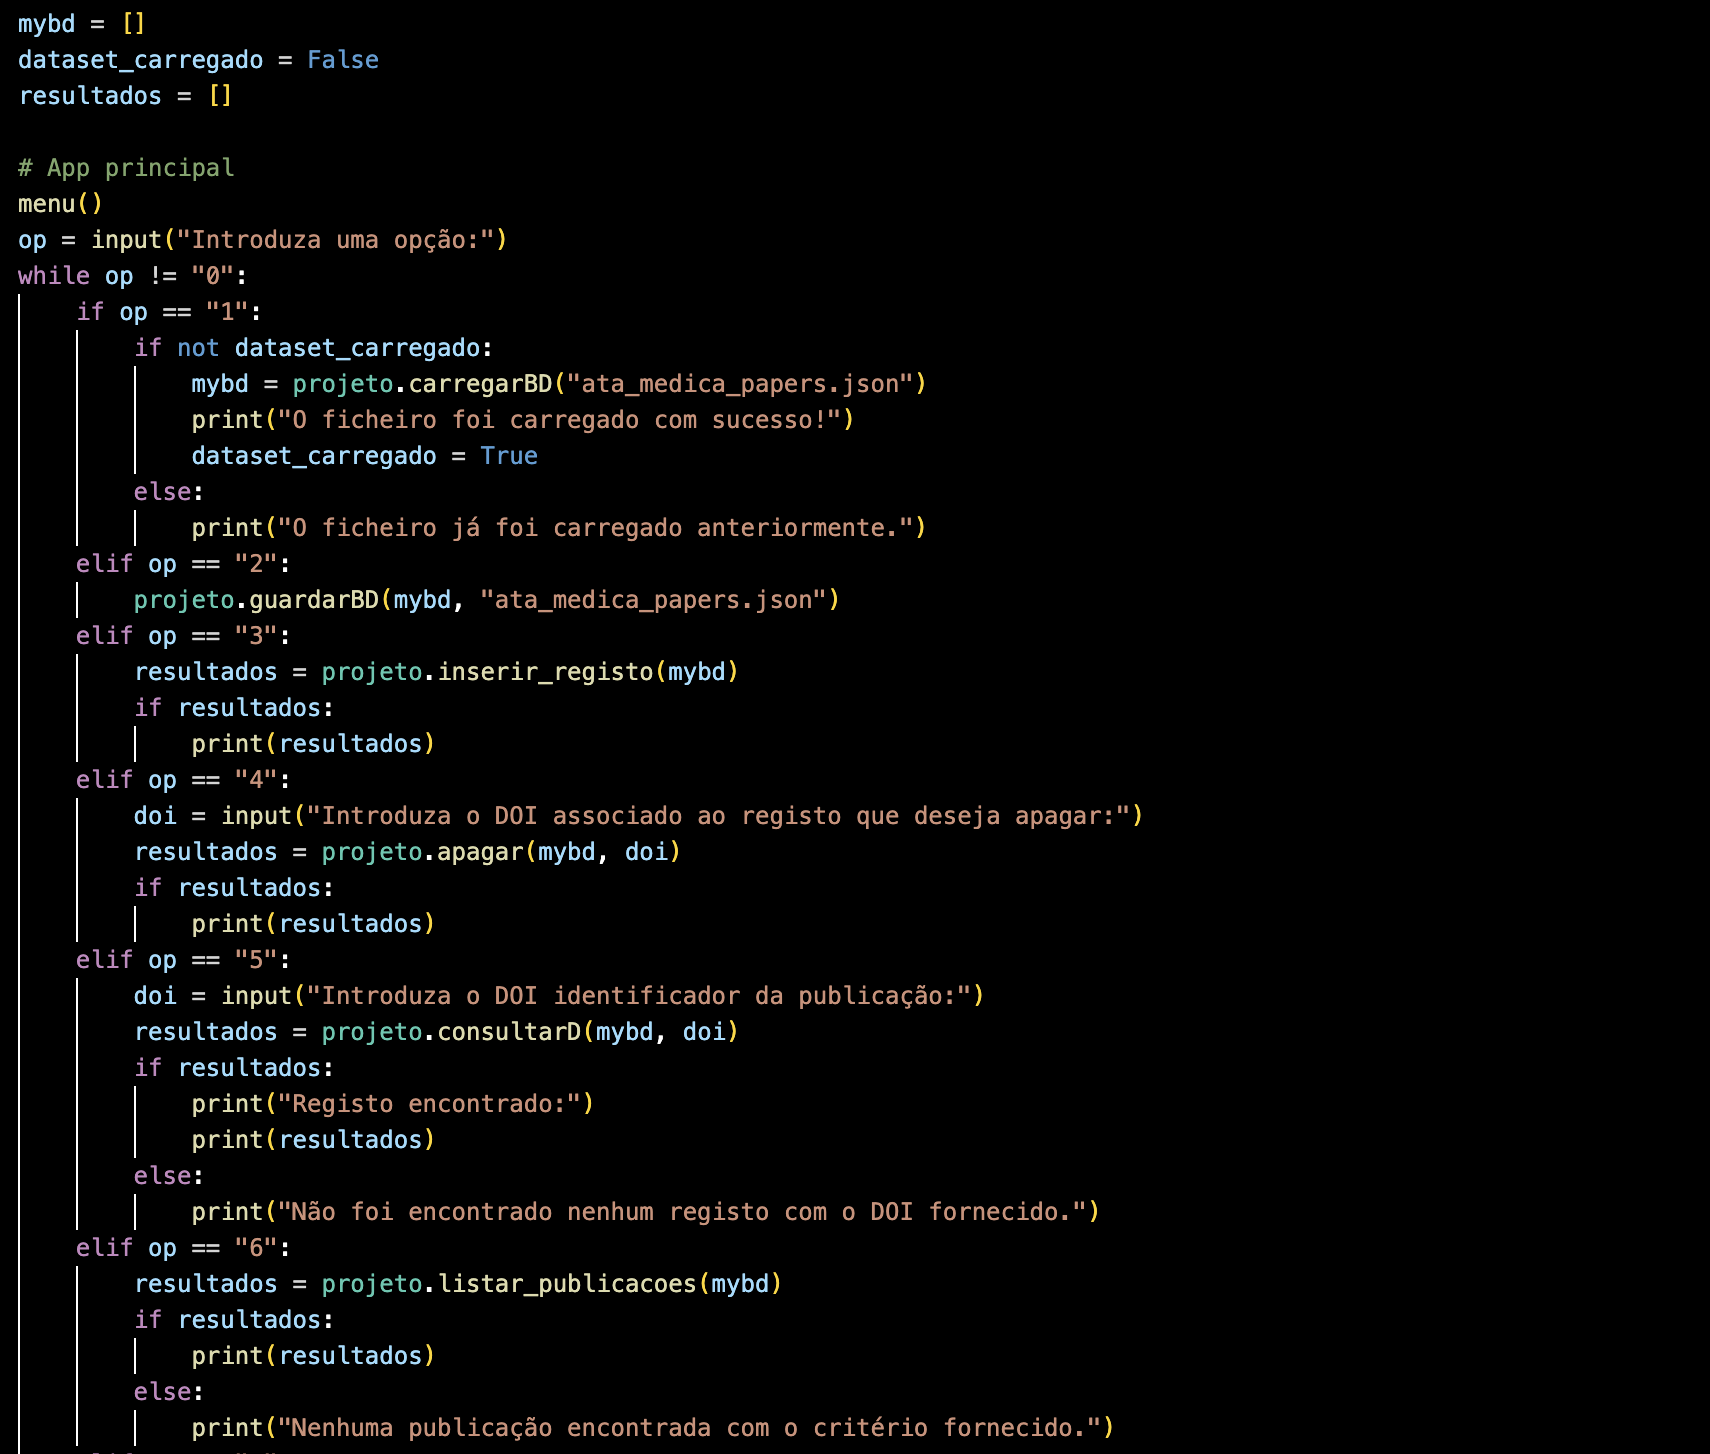 mybd = []
dataset_carregado = False
resultados = []

# App principal
menu()
op = input("Introduza uma opção:")
while op != "0":
    if op == "1":
        if not dataset_carregado:
            mybd = projeto.carregarBD("ata_medica_papers.json")
            print("O ficheiro foi carregado com sucesso!")
            dataset_carregado = True
        else:
            print("O ficheiro já foi carregado anteriormente.")
    elif op == "2":
        projeto.guardarBD(mybd, "ata_medica_papers.json")
    elif op == "3":
        resultados = projeto.inserir_registo(mybd)
        if resultados:
            print(resultados)
    elif op == "4":
        doi = input("Introduza o DOI associado ao registo que deseja apagar:")
        resultados = projeto.apagar(mybd, doi)
        if resultados:
            print(resultados)
    elif op == "5":
        doi = input("Introduza o DOI identificador da publicação:")
        resultados = projeto.consultarD(mybd, doi)
        if resultados:
            print("Registo encontrado:")
            print(resultados)
        else:
            print("Não foi encontrado nenhum registo com o DOI fornecido.")
    elif op == "6":
        resultados = projeto.listar_publicacoes(mybd)
        if resultados:
            print(resultados)
        else:
            print("Nenhuma publicação encontrada com o critério fornecido.")